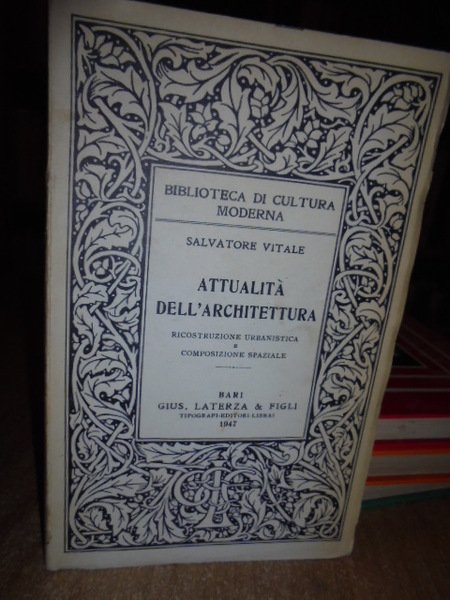 BIBLIOTECA DI CULTURA
MODERNA
SALVATORE VITALE
ATTUALITÀ
DELL'ARCHITETTURA
RICOSTRUZIONE URBANISTICA
E
COMPOSIZIONE SPAZIALE
BARI
GIUS. LATERZA & FIGLI
TIPOGRAFI-EDITORI-LIBRAI
1947